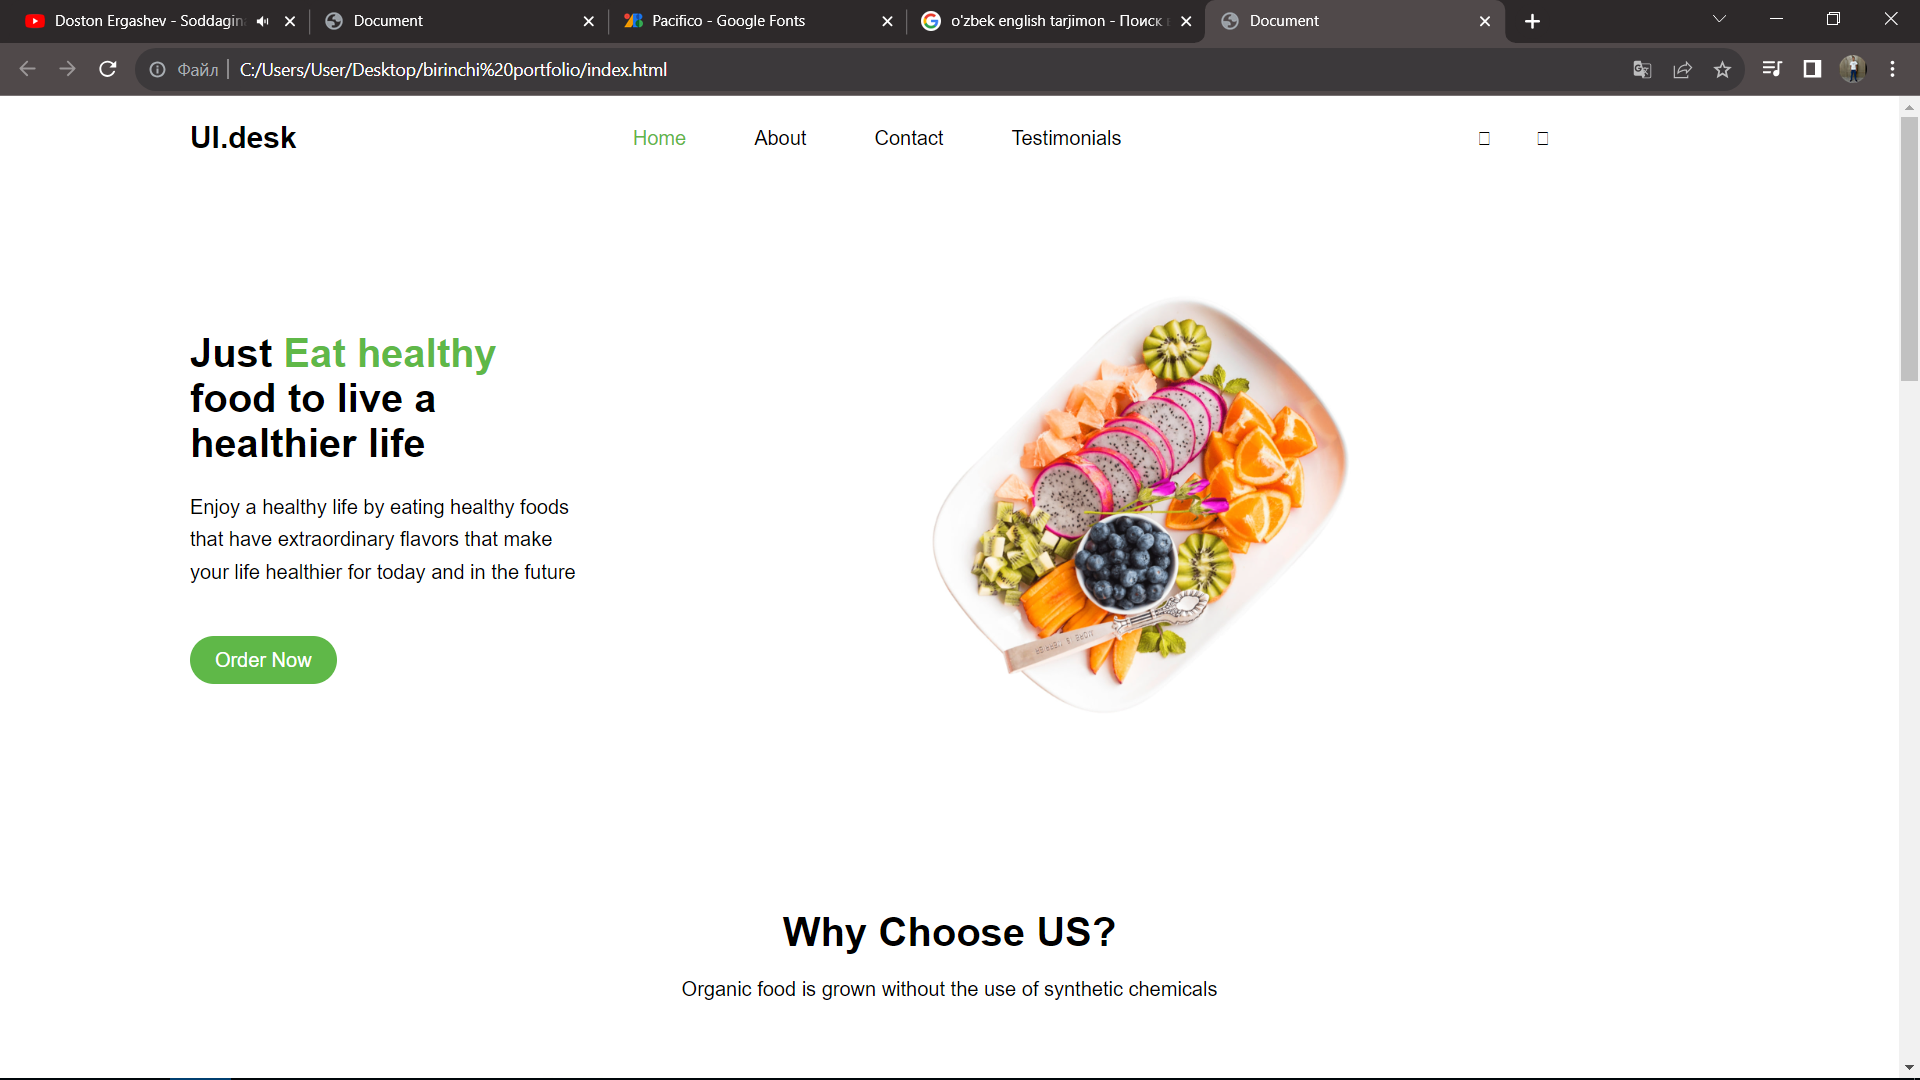 Doston Ergashev - Soddagin
Document
Pacifico - Google Fonts
o'zbek english tarjimon - Поиск в
Document
Файл
C:/Users/User/Desktop/birinchi%20portfolio/index.html
UI.desk
Home
About
Contact
Testimonials
Just Eat healthy
food to live a
healthier life
Enjoy a healthy life by eating healthy foods
that have extraordinary flavors that make
your life healthier for today and in the future
Order Now
Why Choose US?
Organic food is grown without the use of synthetic chemicals